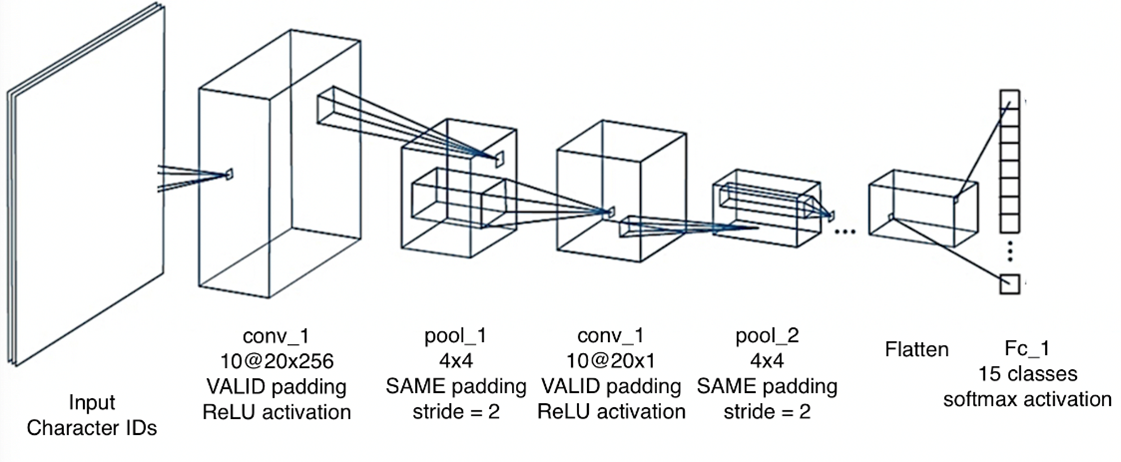 Input
Character IDs
conv_1
10@20x256
VALID padding
ReLU activation
pool_1
4x4
SAME padding
stride = 2
conv_1
10@20x1
VALID padding
ReLU activation
pool_2
4x4
SAME padding
stride = 2
...
Flatten
Fc_1
15 classes
softmax activation